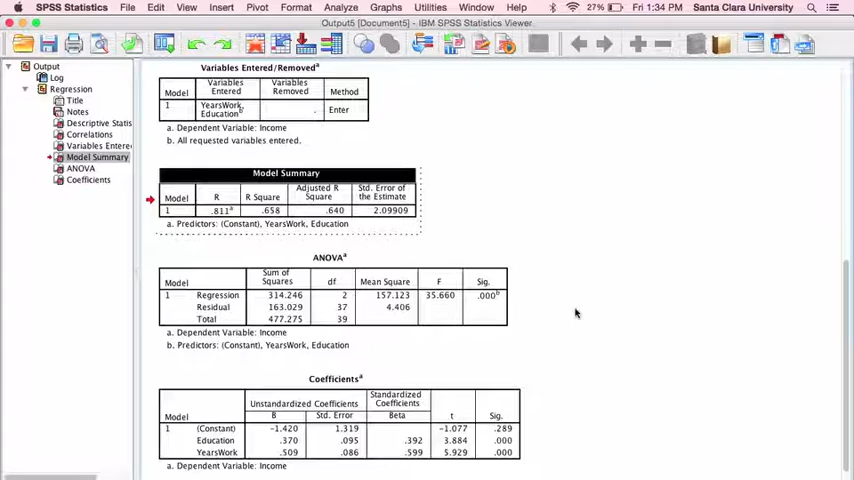 SPSS Statistics File Edit View Insert Pivot Format Analyze Graphs Utilities Window Help 27% Fri 1:34 PM Santa Clara University
Output5 [Document5] - IBM SPSS Statistics Viewer
Output
Log
Regression
Title
Notes
Descriptive Statis
Correlations
Variables Entere
Model Summary
ANOVA
Coefficients
Variables Entered/Removedᵃ
Model Variables Entered Variables Removed Method
1 YearsWork, Educationᵇ . Enter
a. Dependent Variable: Income
b. All requested variables entered.
Model Summary
Model R R Square Adjusted R Square Std. Error of the Estimate
1 .811ᵃ .658 .640 2.09909
a. Predictors: (Constant), YearsWork, Education
ANOVAᵃ
Model Sum of Squares df Mean Square F Sig.
1 Regression 314.246 2 157.123 35.660 .000ᵇ
Residual 163.029 37 4.406
Total 477.275 39
a. Dependent Variable: Income
b. Predictors: (Constant), YearsWork, Education
Coefficientsᵃ
Model Unstandardized Coefficients Standardized Coefficients t Sig.
B Std. Error Beta
1 (Constant) -1.420 1.319 -1.077 .289
Education .370 .095 .392 3.884 .000
YearsWork .509 .086 .599 5.929 .000
a. Dependent Variable: Income